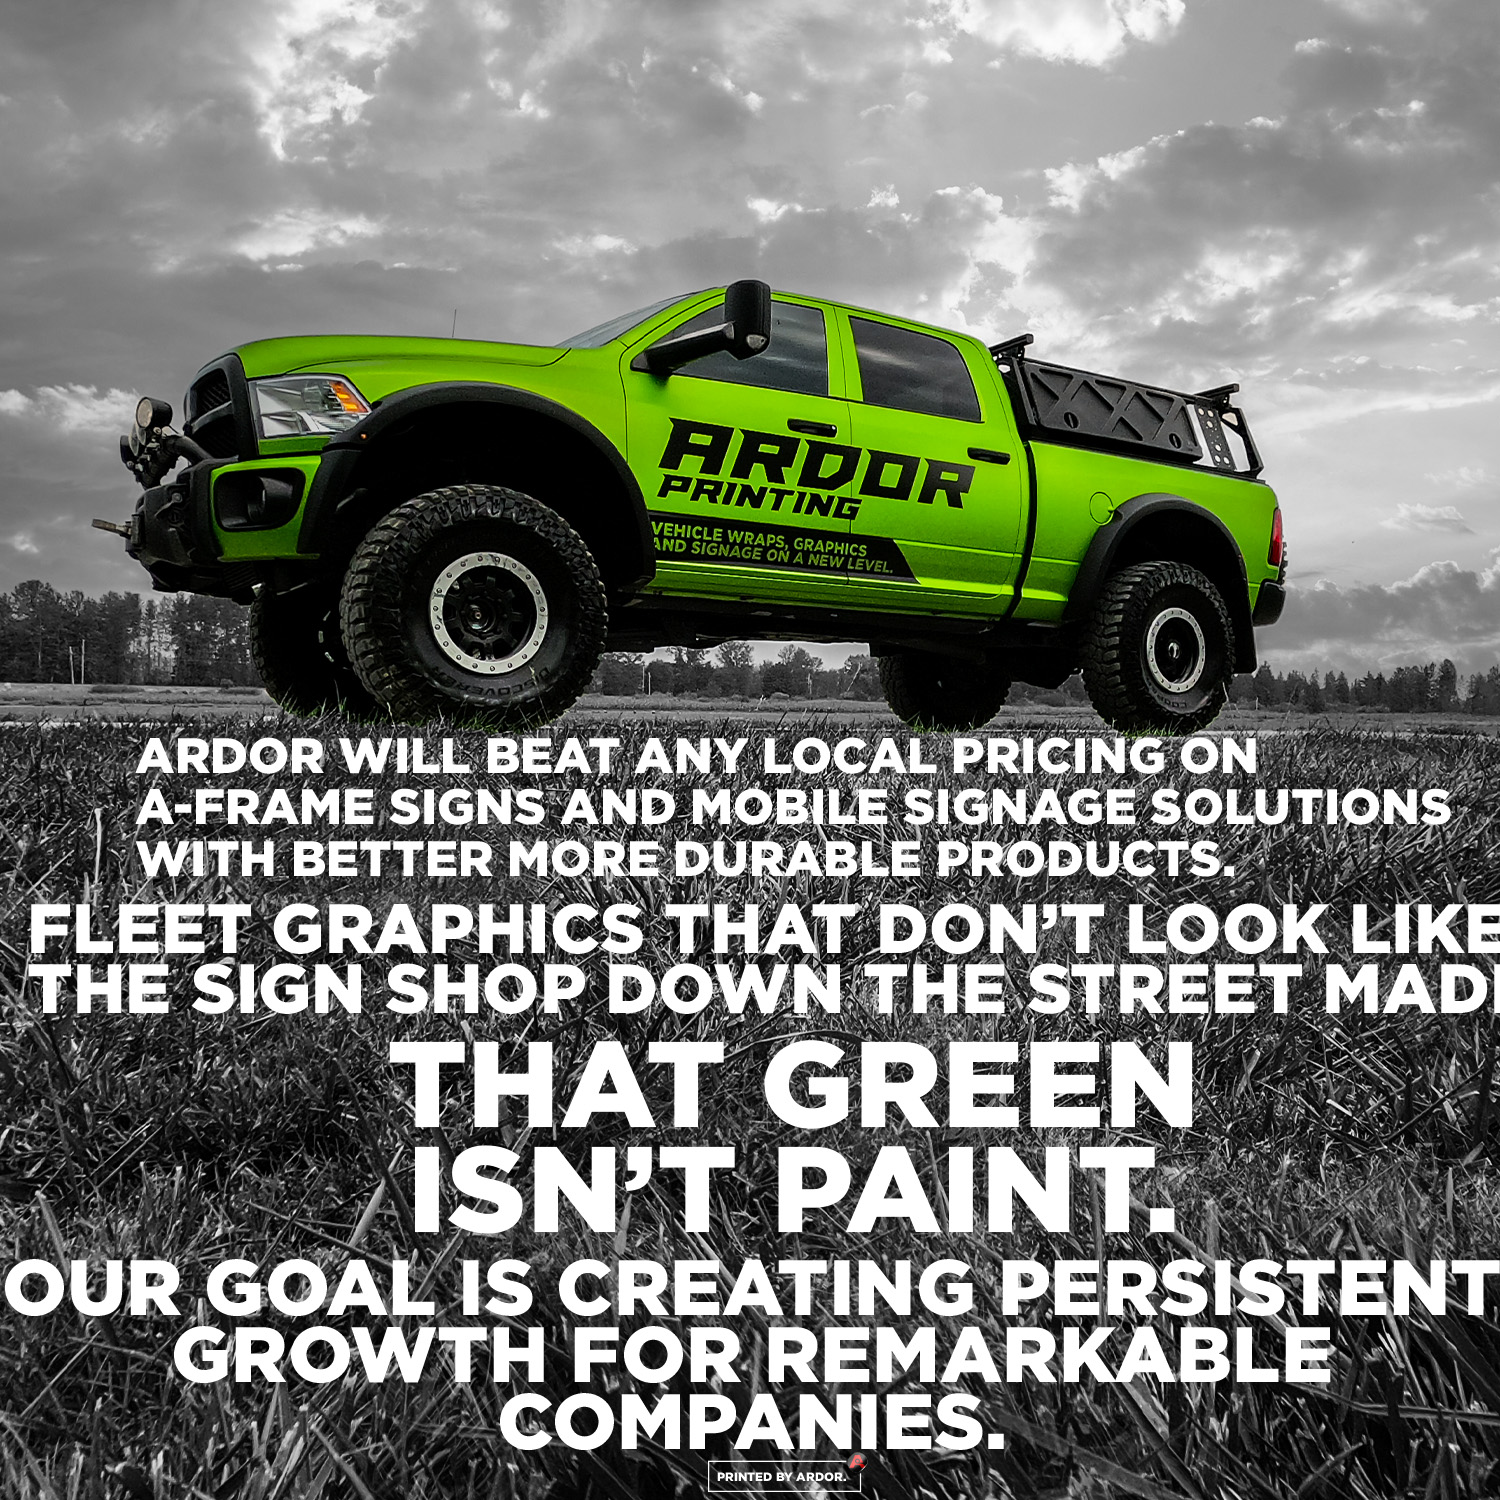 ARDOR
PRINTING
VEHICLE WRAPS, GRAPHICS
AND SIGNAGE ON A NEW LEVEL.
ARDOR WILL BEAT ANY LOCAL PRICING ON
A-FRAME SIGNS AND MOBILE SIGNAGE SOLUTIONS
WITH BETTER MORE DURABLE PRODUCTS.
FLEET GRAPHICS THAT DON’T LOOK LIKE
THE SIGN SHOP DOWN THE STREET MADE
THAT GREEN
ISN’T PAINT.
OUR GOAL IS CREATING PERSISTENT
GROWTH FOR REMARKABLE
COMPANIES.
PRINTED BY ARDOR.